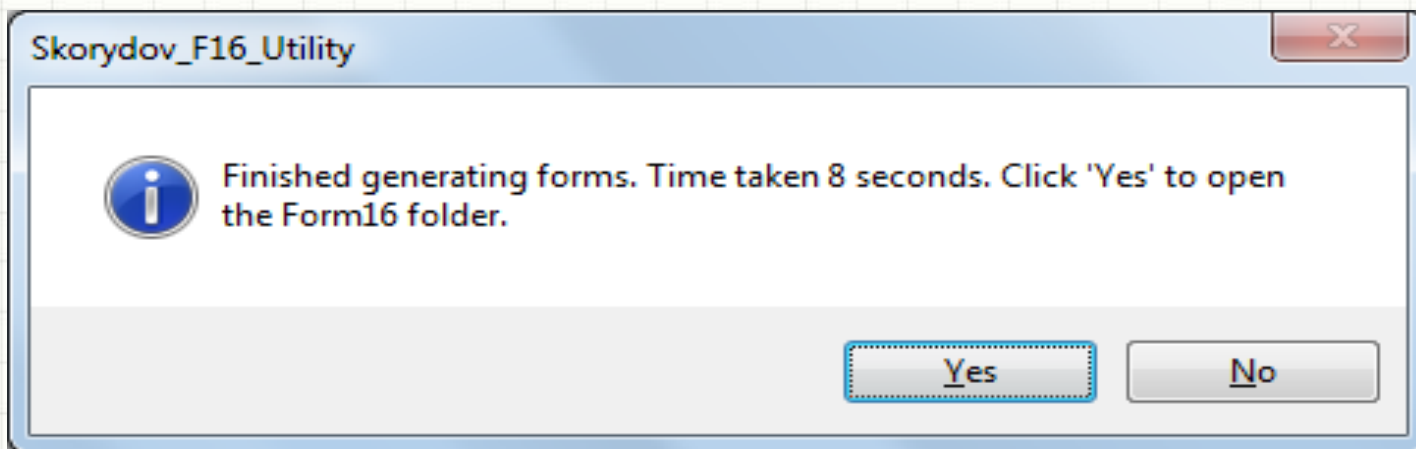 Skorydov_F16_Utility
Finished generating forms. Time taken 8 seconds. Click 'Yes' to open
the Form16 folder.
Yes
No